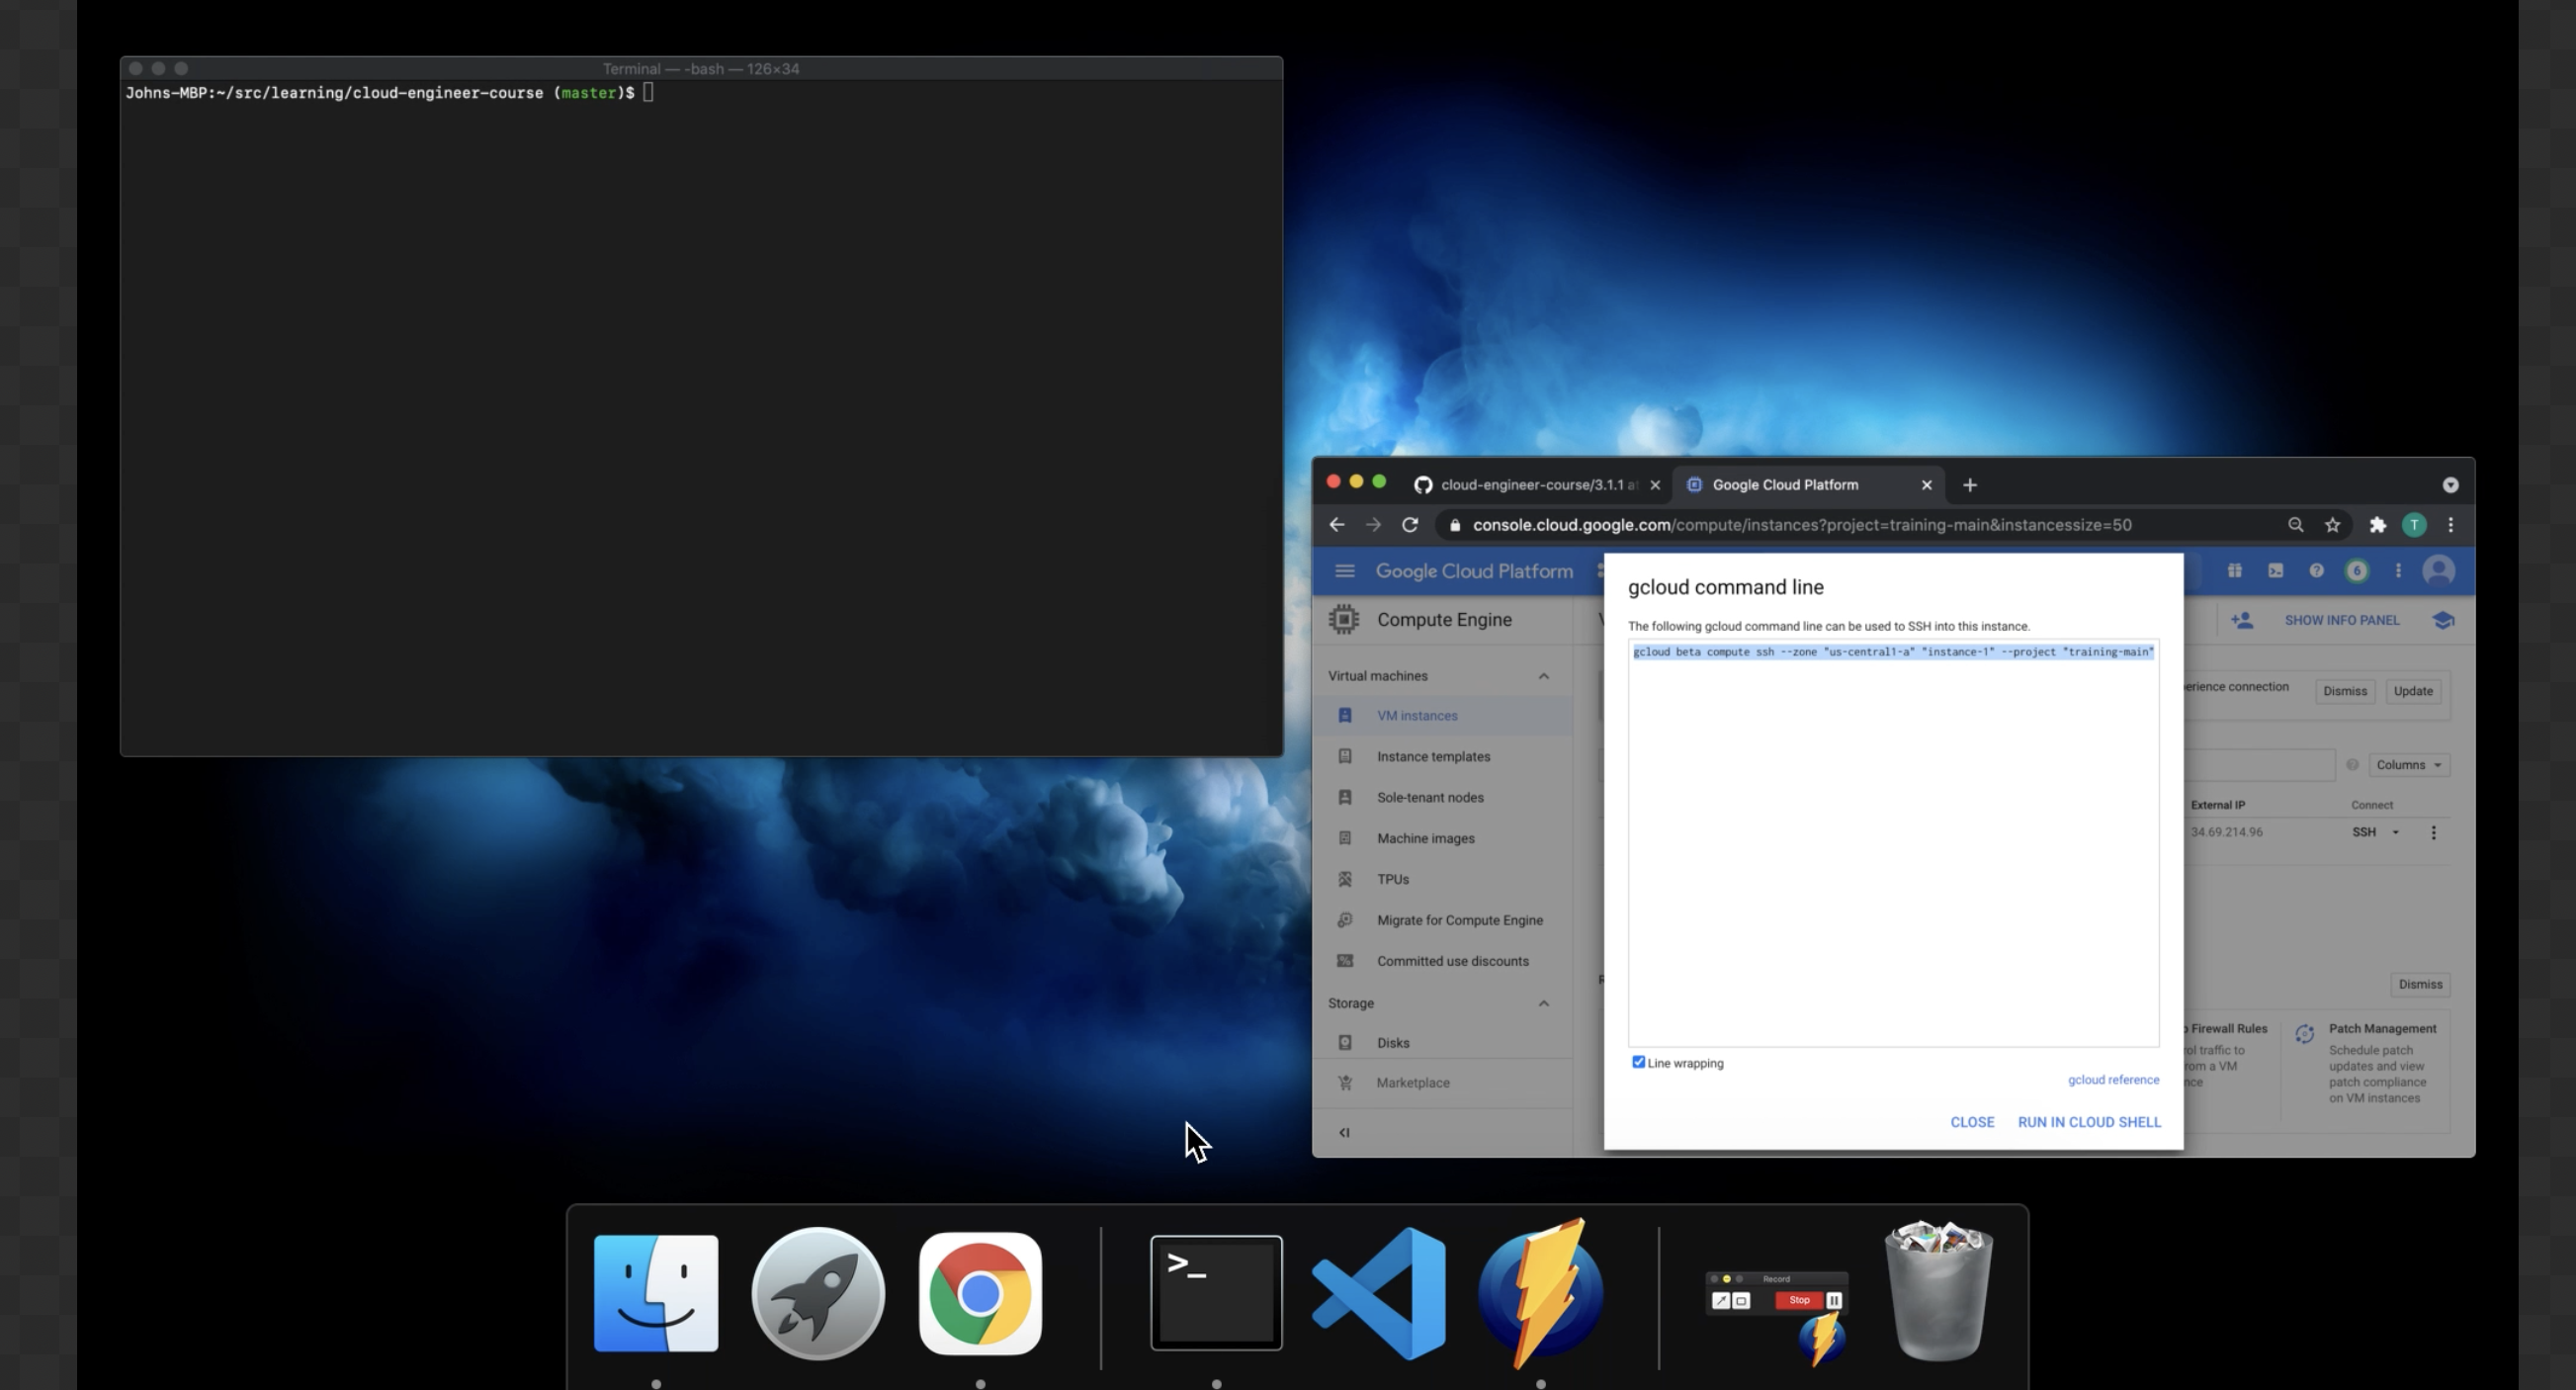 Terminal — -bash — 126×34
Johns-MBP:~/src/learning/cloud-engineer-course (master)$
cloud-engineer-course/3.1.1 at
Google Cloud Platform
console.cloud.google.com/compute/instances?project=training-main&instancessize=50
T
Google Cloud Platform
6
Compute Engine
SHOW INFO PANEL
Virtual machines
VM instances
Instance templates
Sole-tenant nodes
Machine images
TPUs
Migrate for Compute Engine
Committed use discounts
Storage
Disks
Marketplace
gcloud command line
The following gcloud command line can be used to SSH into this instance.
gcloud beta compute ssh --zone "us-central1-a" "instance-1" --project "training-main"
Line wrapping
gcloud reference
CLOSE RUN IN CLOUD SHELL
erience connection
Dismiss
Update
Columns
External IP
Connect
34.69.214.96
SSH
Dismiss
Firewall Rules
rol traffic to
rom a VM
nce
Patch Management
Schedule patch
updates and view
patch compliance
on VM instances
>_
Record
Stop